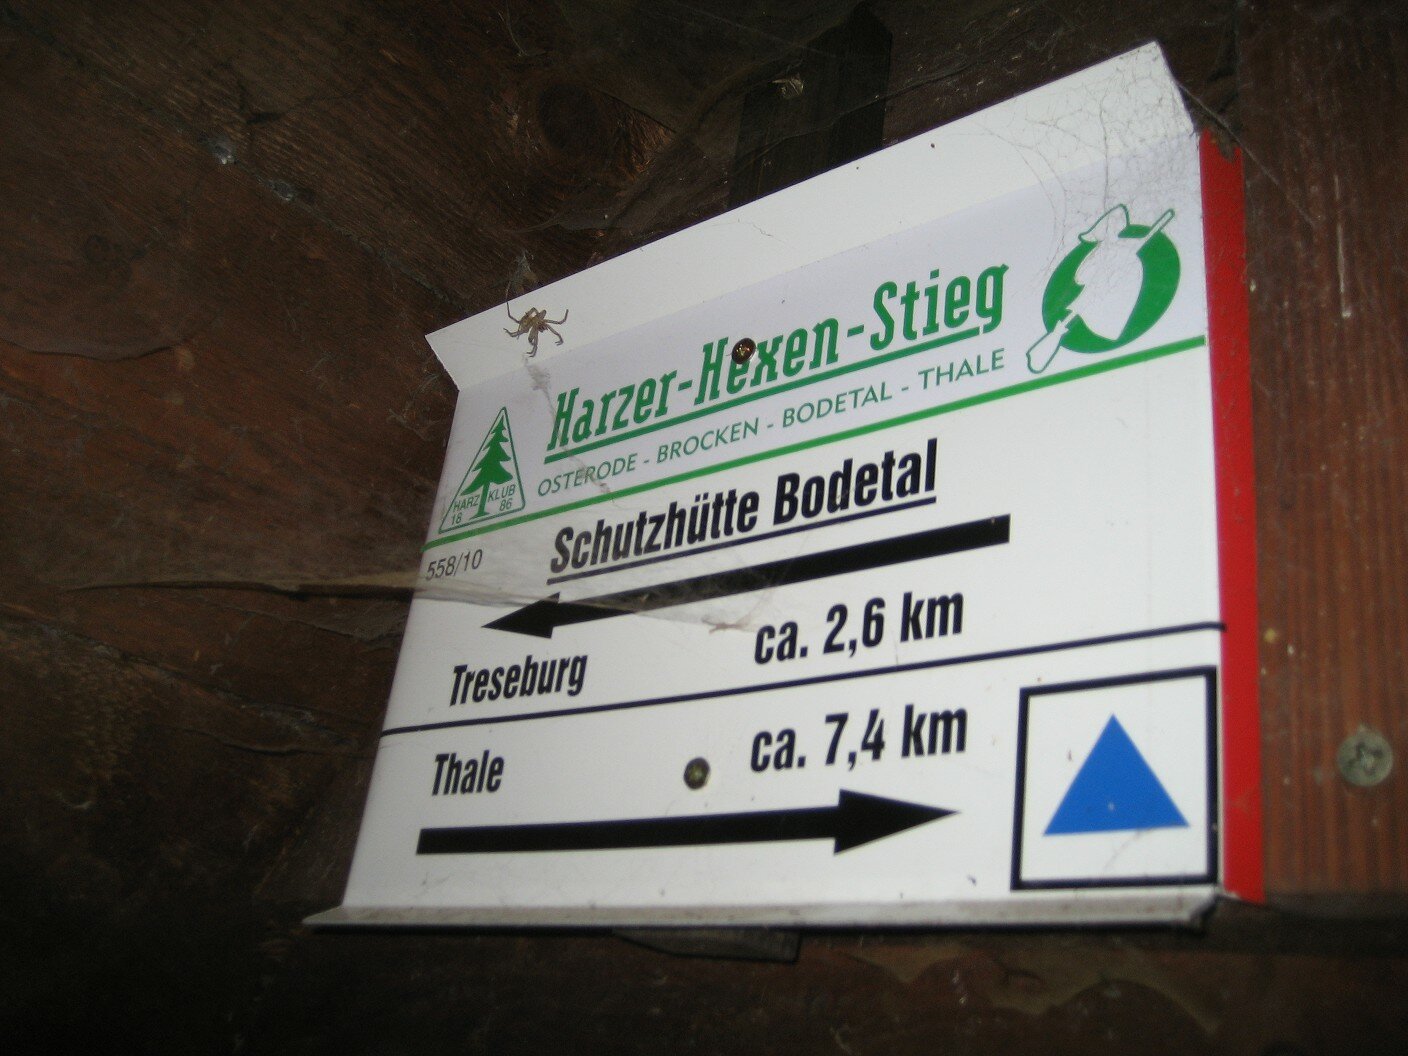 Harzer-Hexen-Stieg
OSTERODE - BROCKEN - BODETAL - THALE
HARZ KLUB
18 86
558/10
Schutzhütte Bodetal
Treseburg ca. 2,6 km
Thale ca. 7,4 km